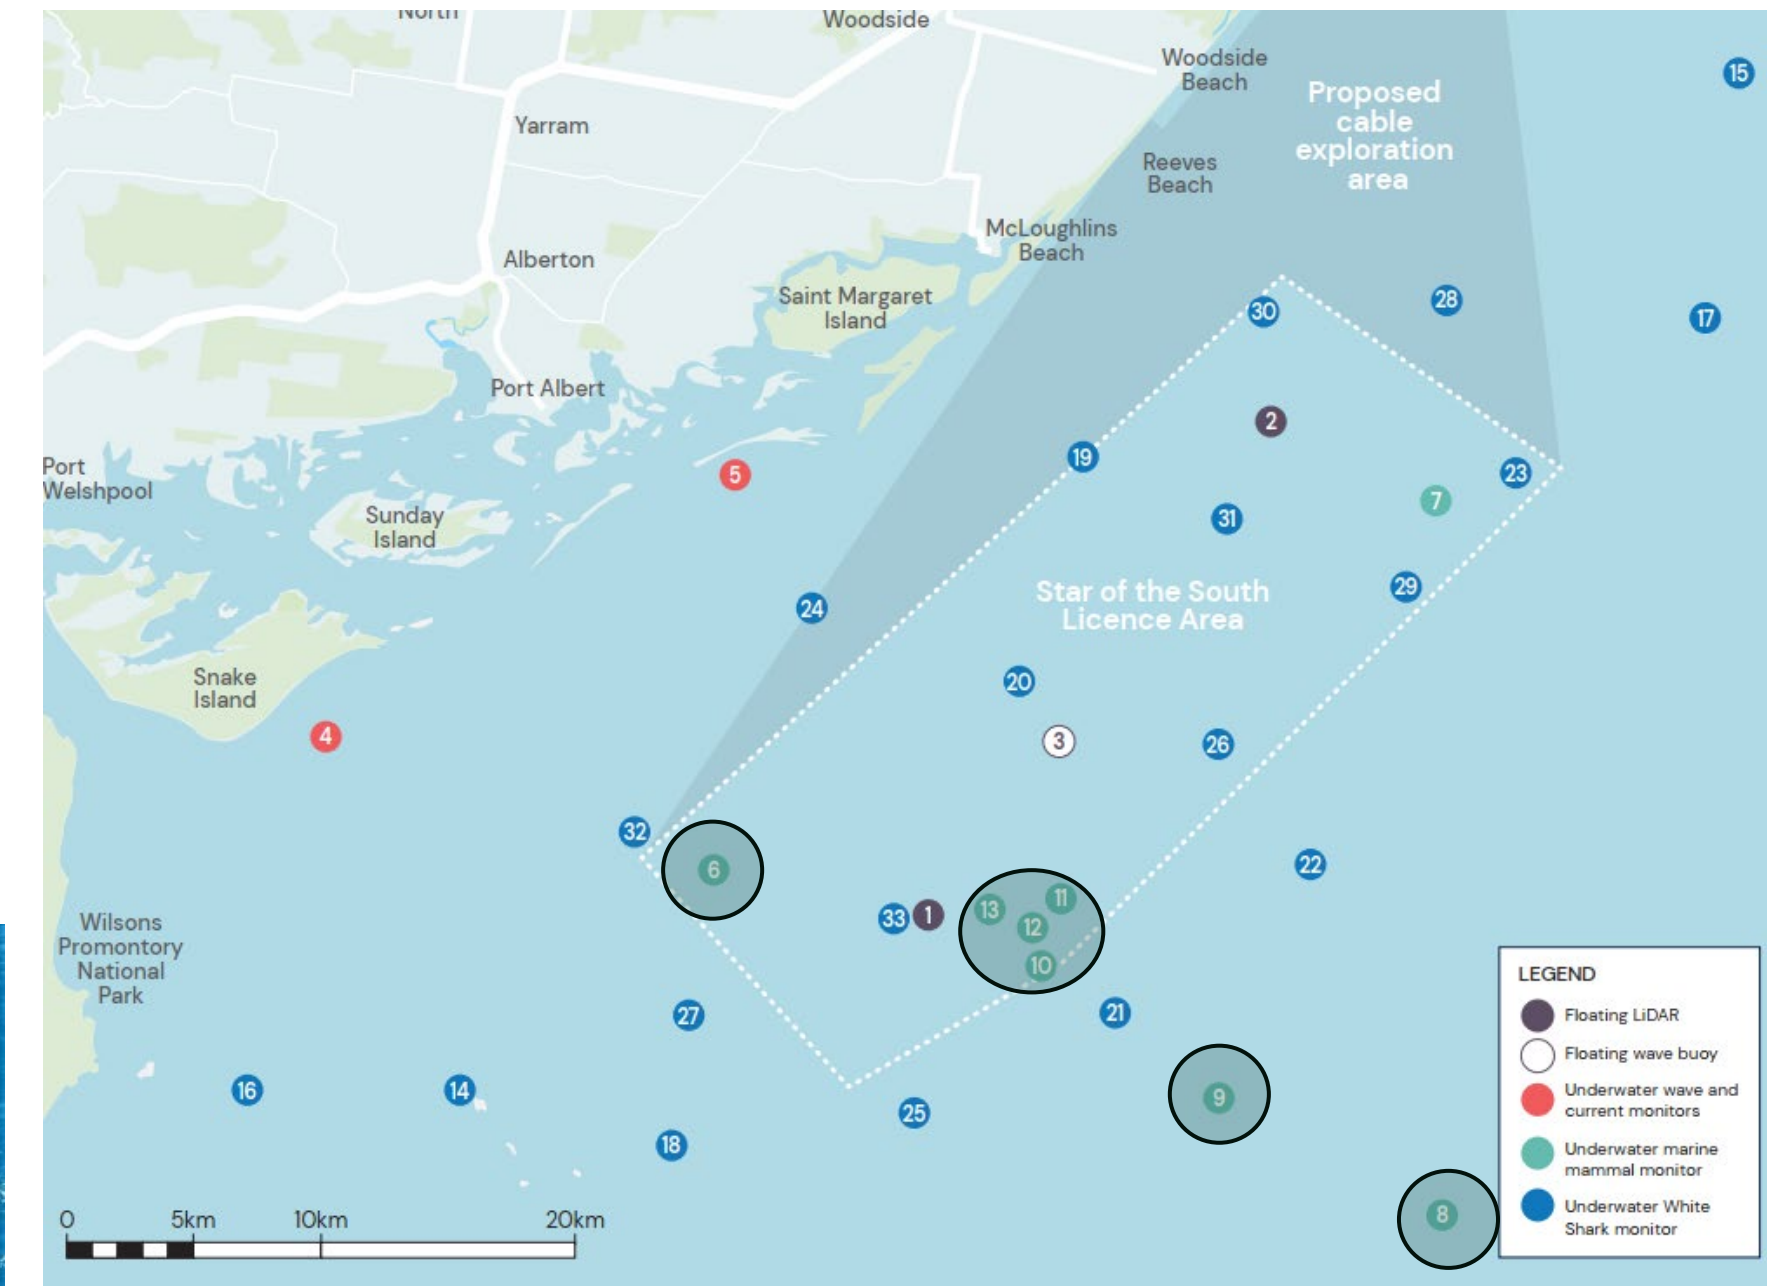 North
Woodside
Woodside
Beach
15
Proposed
cable
exploration
area
Yarram
Reeves
Beach
McLoughlins
Beach
Alberton
Saint Margaret
Island
30
28
17
Port Albert
2
19
23
Port
Welshpool
5
7
Sunday
Island
31
29
Star of the South
Licence Area
24
Snake
Island
20
4
3
26
32
6
22
11
13
33
1
12
10
Wilsons
Promontory
National
Park
27
21
16
14
9
25
18
8
LEGEND
Floating LiDAR
Floating wave buoy
Underwater wave and
current monitors
Underwater marine
mammal monitor
Underwater White
Shark monitor
0 5km 10km 20km